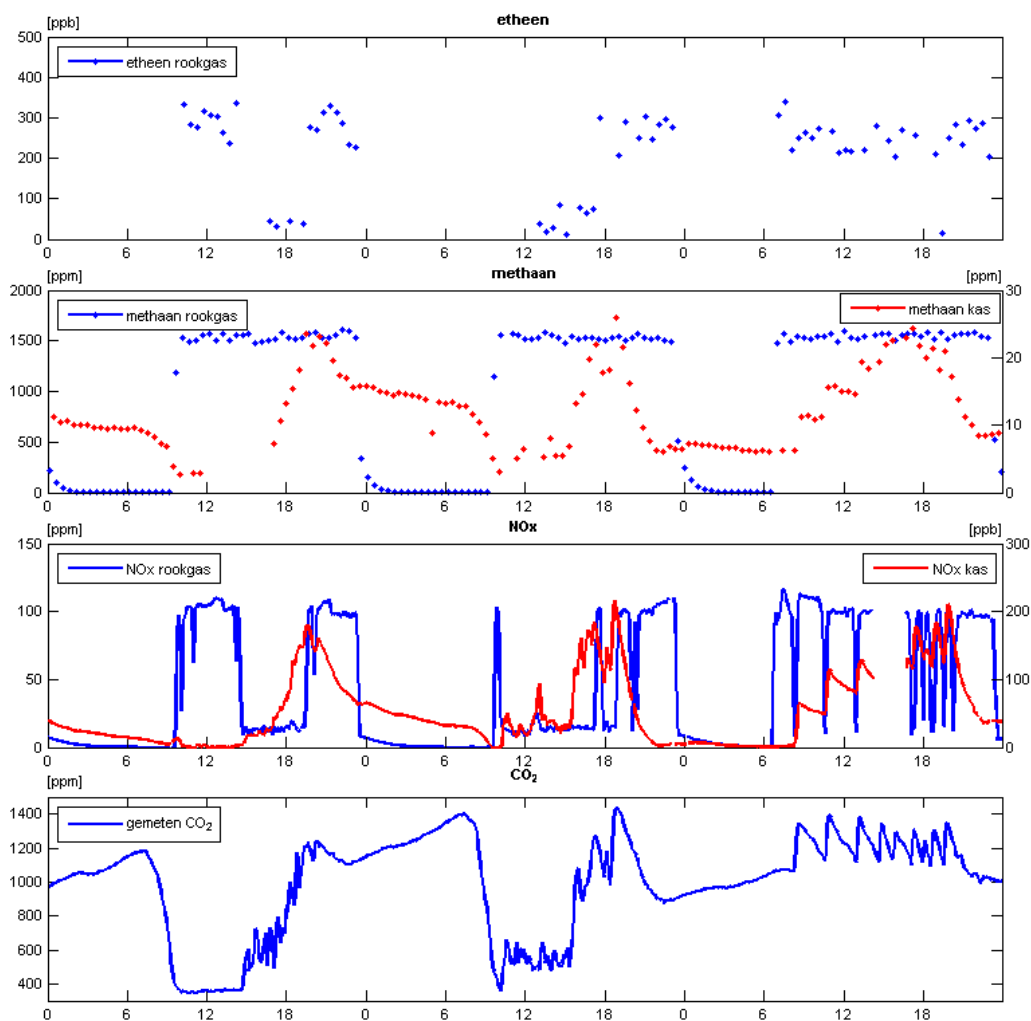 etheen
[ppb]
500
400
300
200
100
0
etheen rookgas
0 6 12 18 0 6 12 18 0 6 12 18
methaan
[ppm] [ppm]
2000 30
1500
20
1000
10
500
0 0
methaan rookgas methaan kas
0 6 12 18 0 6 12 18 0 6 12 18
NOx
[ppm] [ppb]
150 300
100 200
50 100
0 0
NOx rookgas NOx kas
0 6 12 18 0 6 12 18 0 6 12 18
CO₂
[ppm]
1400
1200
1000
800
600
400
gemeten CO₂
0 6 12 18 0 6 12 18 0 6 12 18